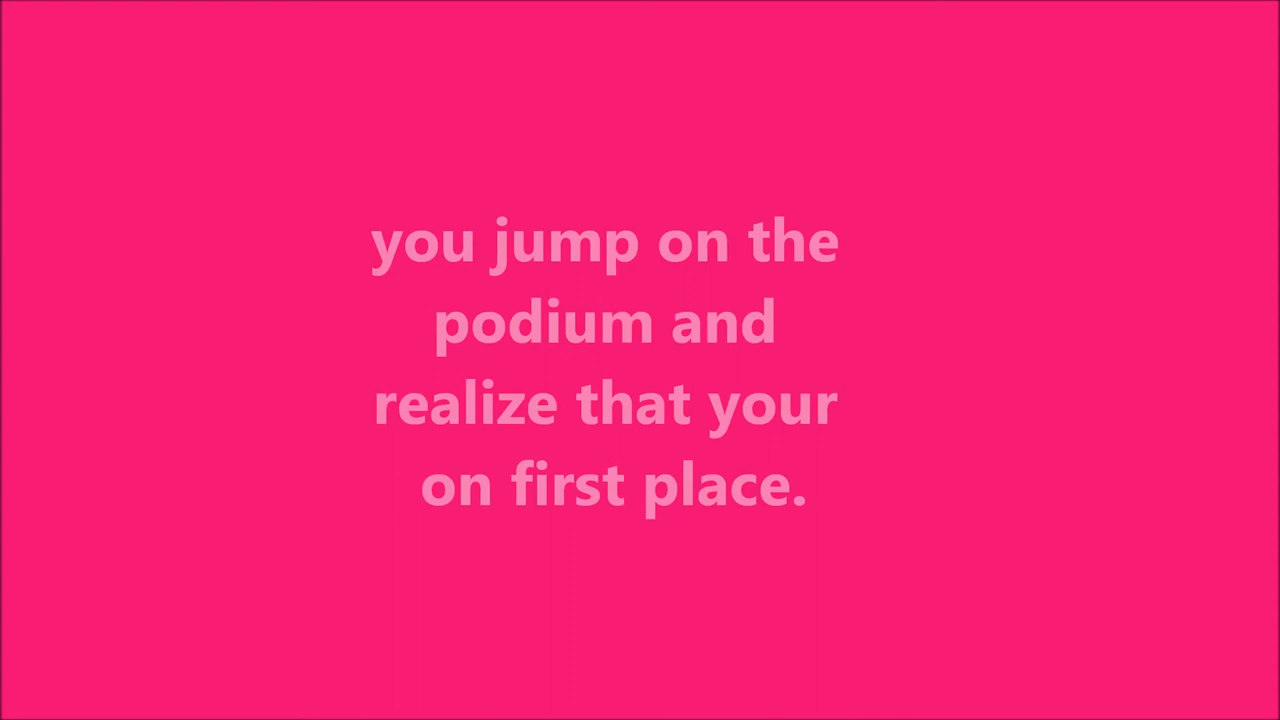 you jump on the
podium and
realize that your
on first place.